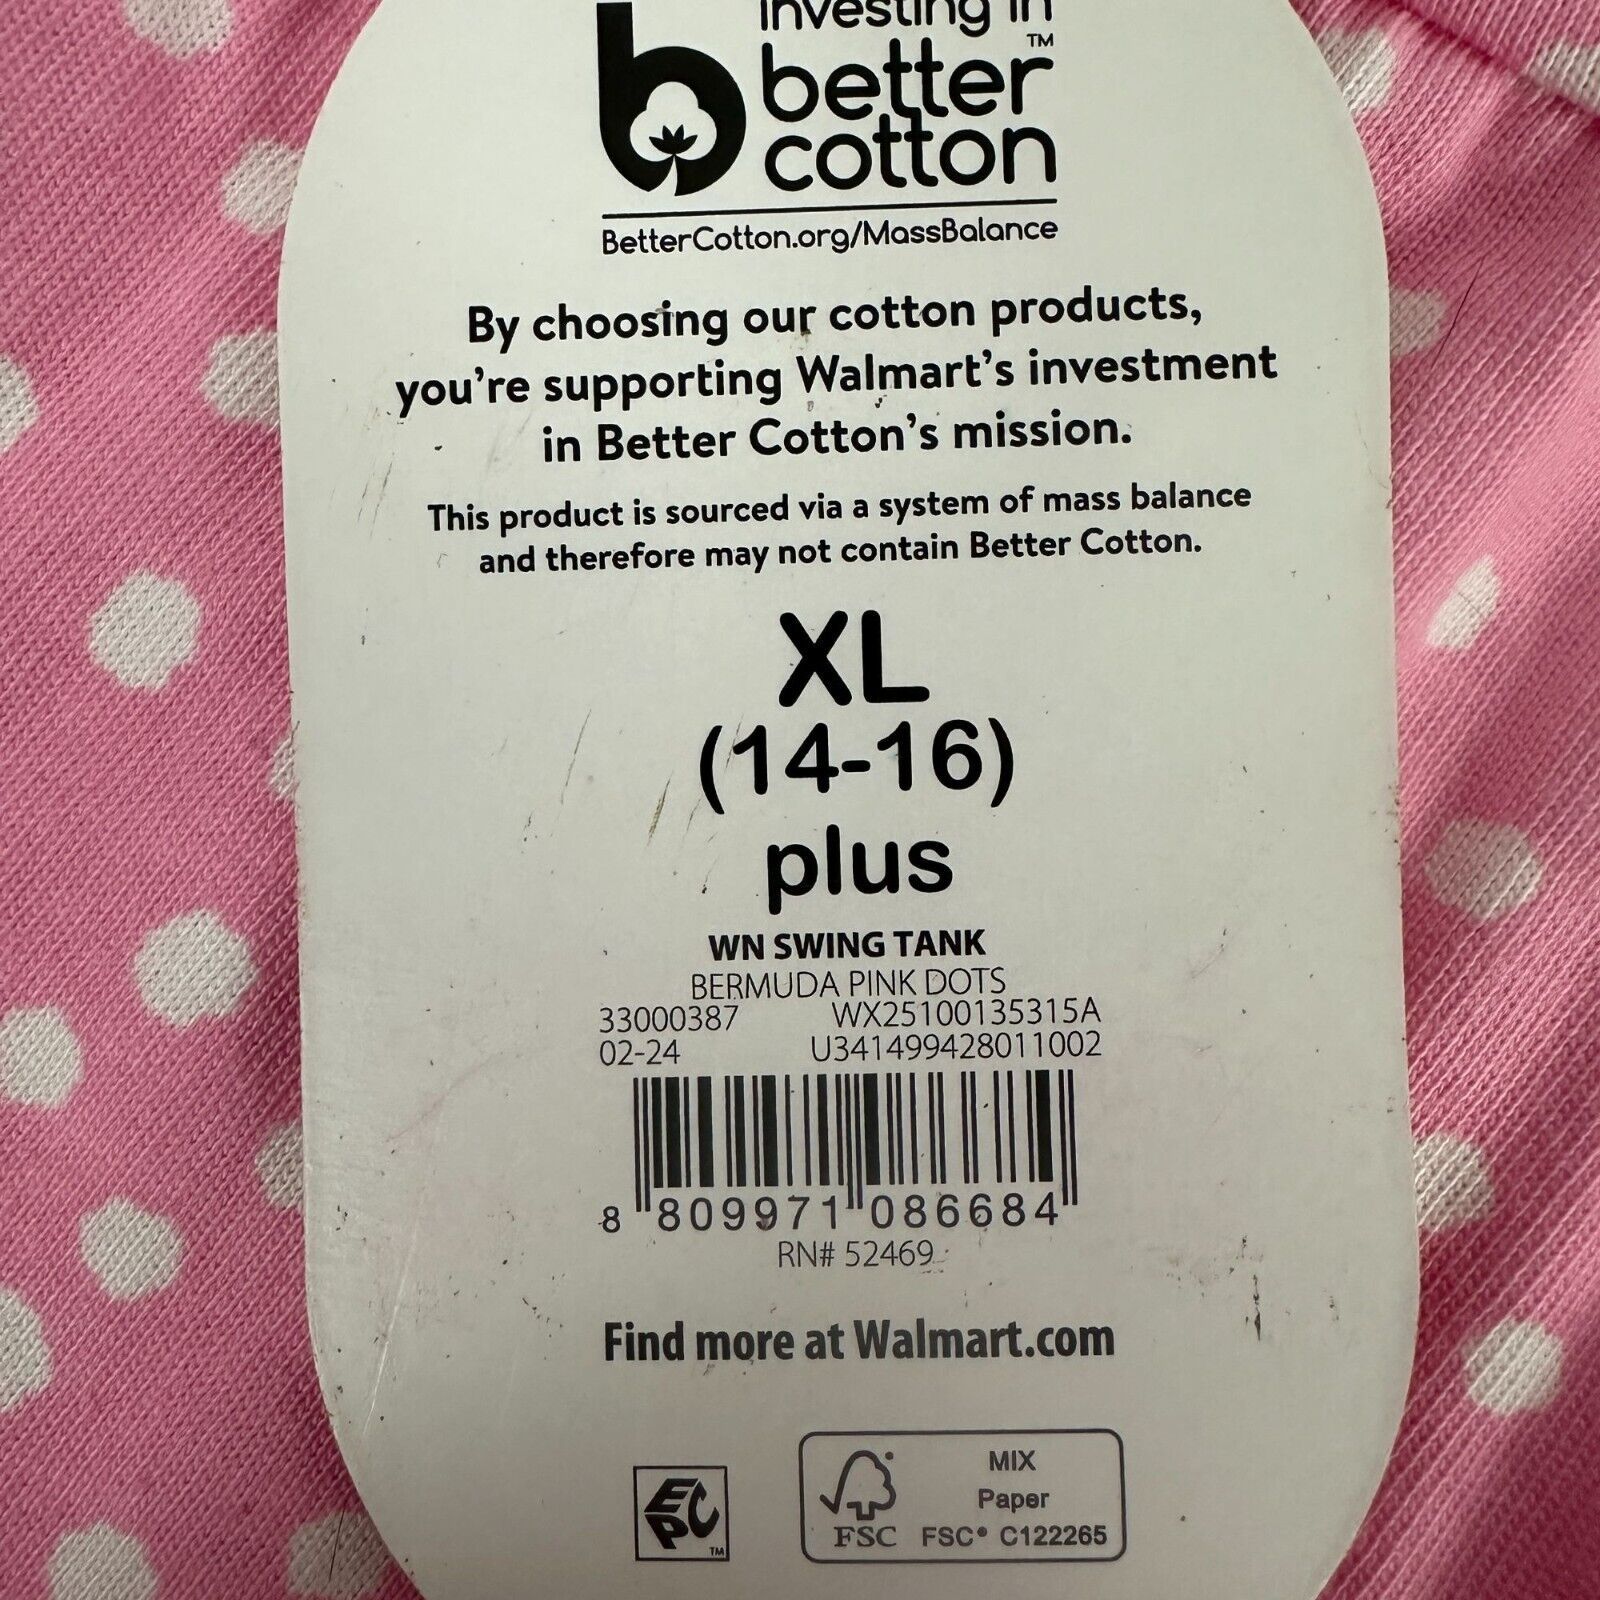 investing in
better™
cotton
BetterCotton.org/MassBalance
By choosing our cotton products,
you're supporting Walmart's investment
in Better Cotton's mission.
This product is sourced via a system of mass balance
and therefore may not contain Better Cotton.
XL
(14-16)
plus
WN SWING TANK
BERMUDA PINK DOTS
33000387 WX25100135315A
02-24 U341499428011002
8 809971 086684
RN# 52469
Find more at Walmart.com
ECPC™
MIX
Paper
FSC FSC® C122265